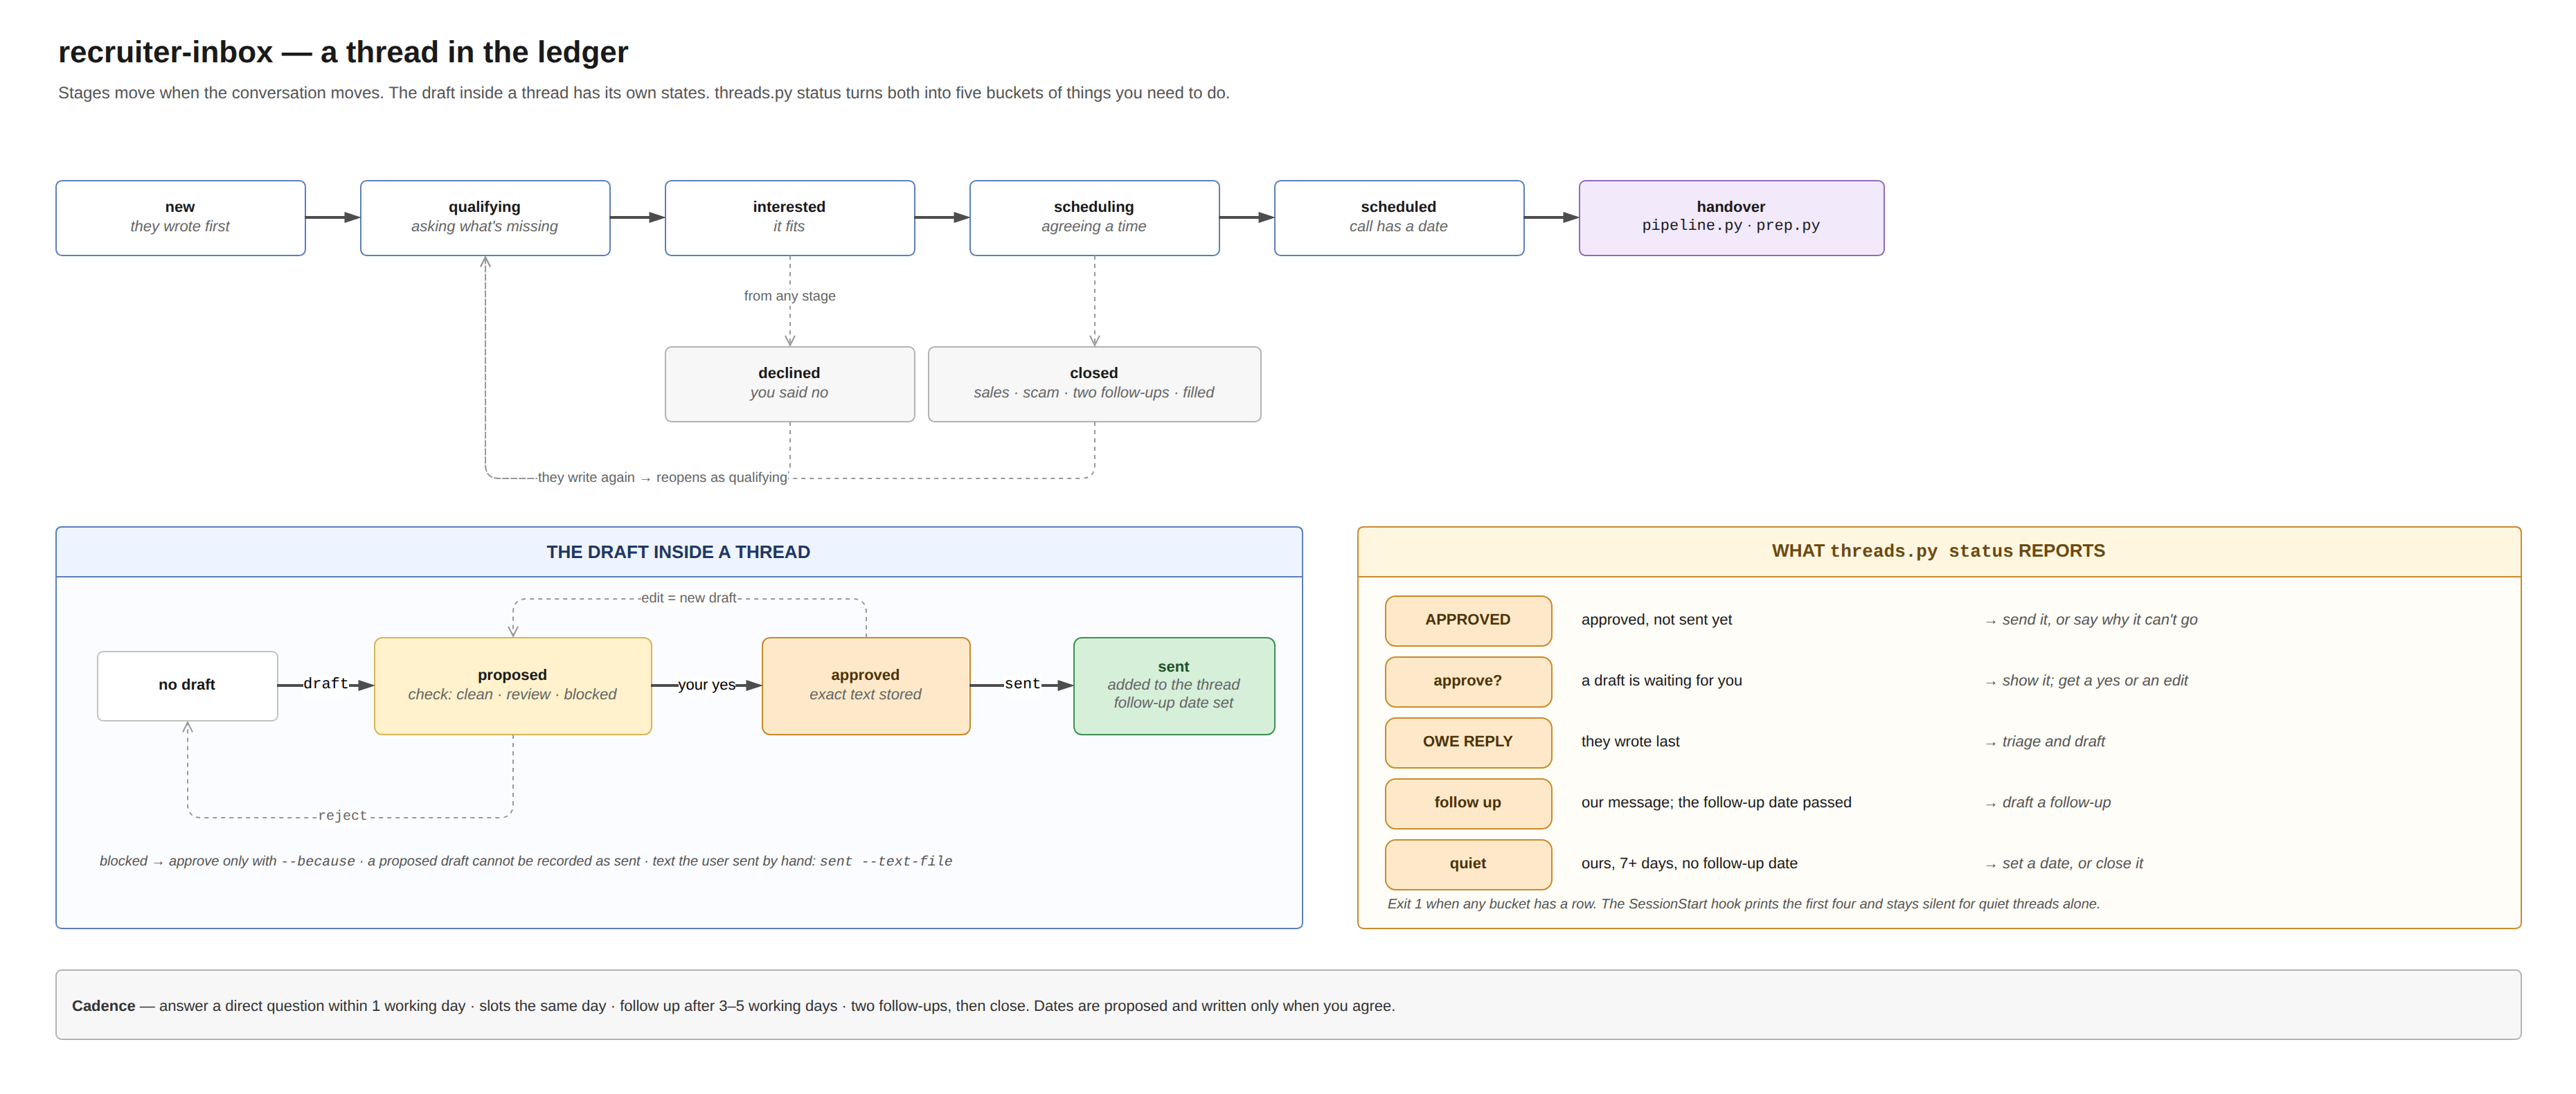 recruiter-inbox — a thread in the ledger
Stages move when the conversation moves. The draft inside a thread has its own states. threads.py status turns both into five buckets of things you need to do.
new
they wrote first
qualifying
asking what's missing
interested
it fits
scheduling
agreeing a time
scheduled
call has a date
handover
pipeline.py · prep.py
from any stage
declined
you said no
closed
sales · scam · two follow-ups · filled
they write again → reopens as qualifying
THE DRAFT INSIDE A THREAD
edit = new draft
no draft
draft
proposed
check: clean · review · blocked
your yes
approved
exact text stored
sent
sent
added to the thread
follow-up date set
reject
blocked → approve only with --because · a proposed draft cannot be recorded as sent · text the user sent by hand: sent --text-file
WHAT threads.py status REPORTS
APPROVED
approved, not sent yet
→ send it, or say why it can't go
approve?
a draft is waiting for you
→ show it; get a yes or an edit
OWE REPLY
they wrote last
→ triage and draft
follow up
our message; the follow-up date passed
→ draft a follow-up
quiet
ours, 7+ days, no follow-up date
→ set a date, or close it
Exit 1 when any bucket has a row. The SessionStart hook prints the first four and stays silent for quiet threads alone.
Cadence — answer a direct question within 1 working day · slots the same day · follow up after 3–5 working days · two follow-ups, then close. Dates are proposed and written only when you agree.